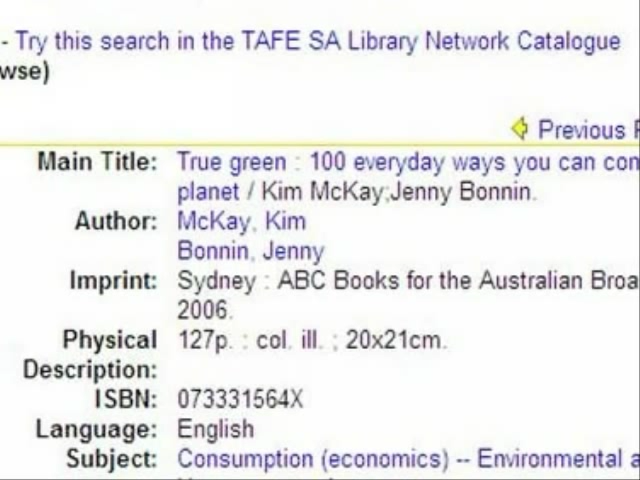 - Try this search in the TAFE SA Library Network Catalogue
wse)
Previous
Main Title: True green : 100 everyday ways you can con
planet / Kim McKay;Jenny Bonnin.
Author: McKay, Kim
Bonnin, Jenny
Imprint: Sydney : ABC Books for the Australian Broa
2006.
Physical 127p. : col. ill. ; 20x21cm.
Description:
ISBN: 073331564X
Language: English
Subject: Consumption (economics) -- Environmental a